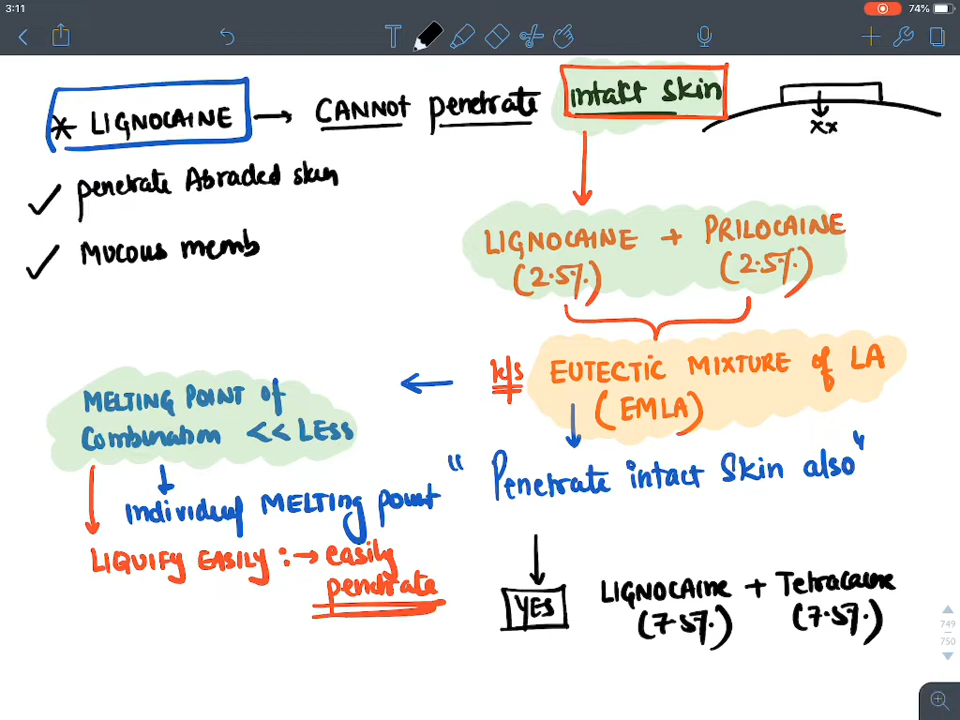 3:11
74%
T
* LIGNOCAINE → CANNOT penetrate intact skin
xx
✓ penetrate Abraded skin
✓ Mucous memb
LIGNOCAINE + PRILOCAINE
(2.5%.) (2.5%.)
k/s EUTECTIC MIXTURE of LA
(EMLA)
← MELTING POINT of
Combination << LESS
"Penetrate intact Skin also"
Individual MELTING point
LIQUIFY EASILY :→ easily
penetrate
YES LIGNOCAINE + Tetracaine
(7.5%.) (7.5%.)
749
750